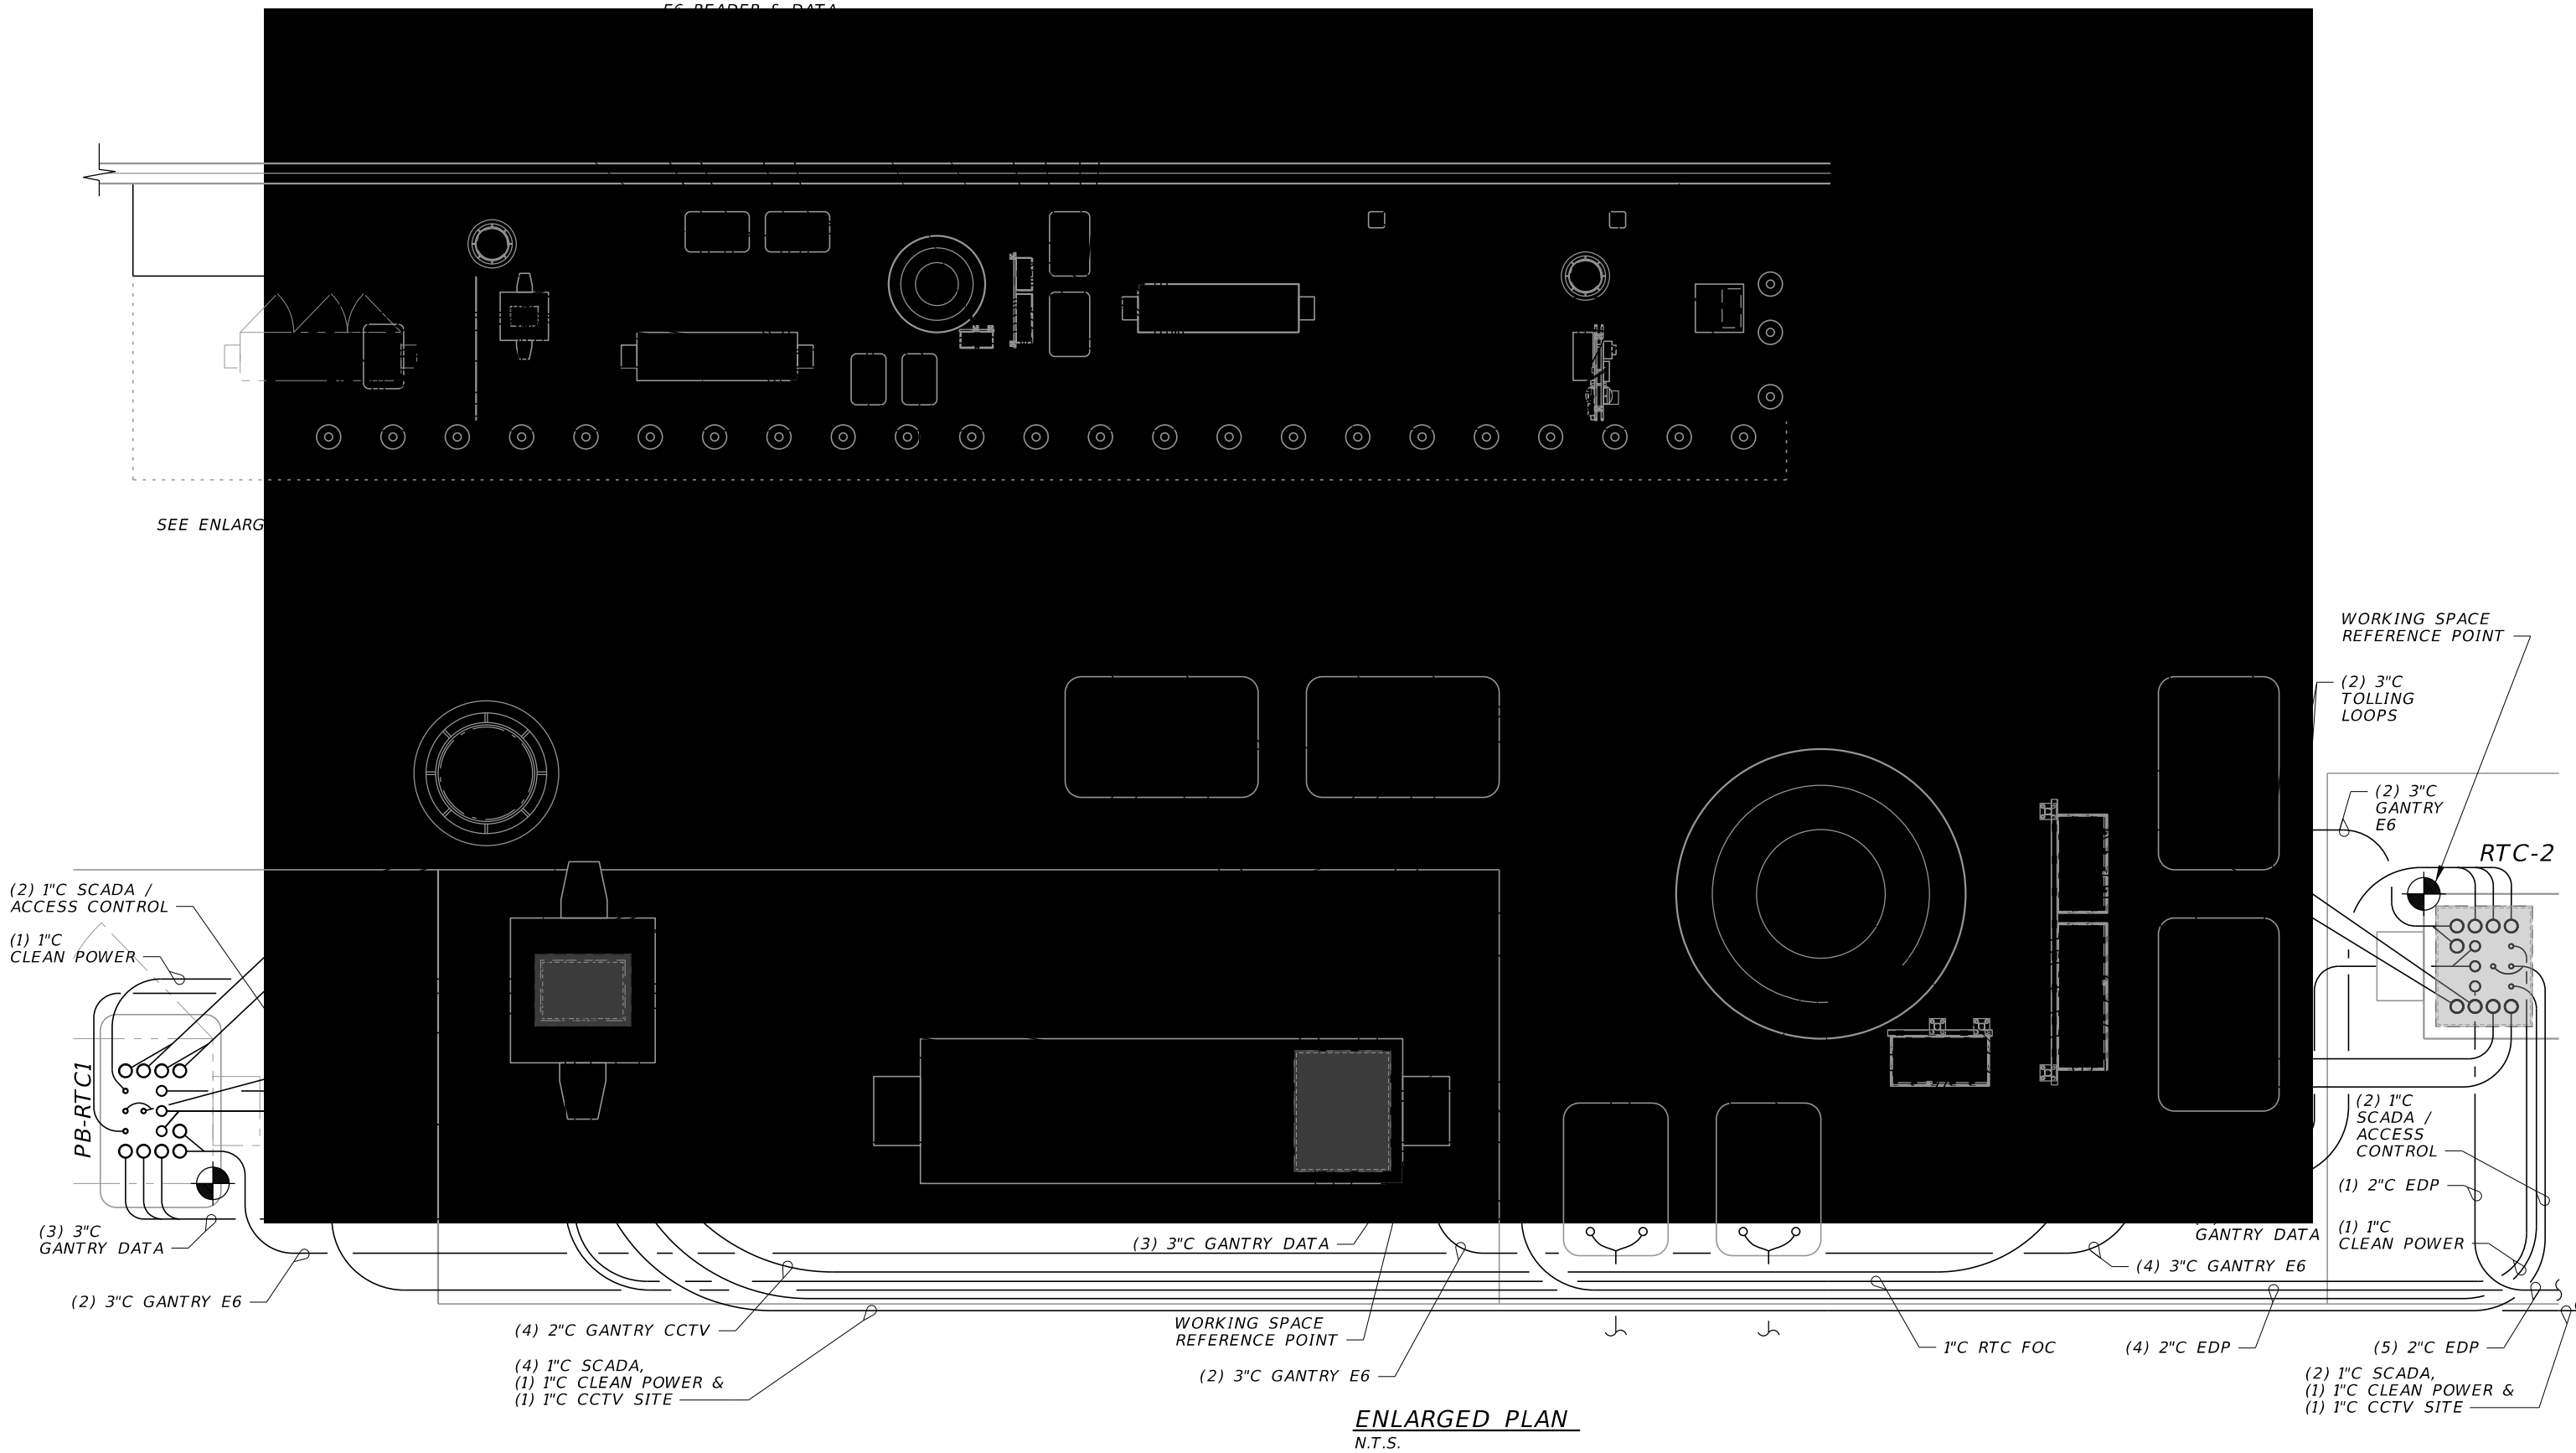 E6 READER & DATA
SEE ENLARG
WORKING SPACE
REFERENCE POINT
(2) 3"C
TOLLING
LOOPS
(2) 3"C
GANTRY
E6
RTC-2
(2) 1"C SCADA /
ACCESS CONTROL
(1) 1"C
CLEAN POWER
PB-RTC1
(3) 3"C
GANTRY DATA
(2) 3"C GANTRY E6
(2) 1"C
SCADA /
ACCESS
CONTROL
(1) 2"C EDP
(1) 1"C
CLEAN POWER
GANTRY DATA
(3) 3"C GANTRY DATA
(4) 3"C GANTRY E6
(4) 2"C GANTRY CCTV
(4) 1"C SCADA,
(1) 1"C CLEAN POWER &
(1) 1"C CCTV SITE
WORKING SPACE
REFERENCE POINT
(2) 3"C GANTRY E6
1"C RTC FOC
(4) 2"C EDP
(5) 2"C EDP
(2) 1"C SCADA,
(1) 1"C CLEAN POWER &
(1) 1"C CCTV SITE
ENLARGED PLAN
N.T.S.